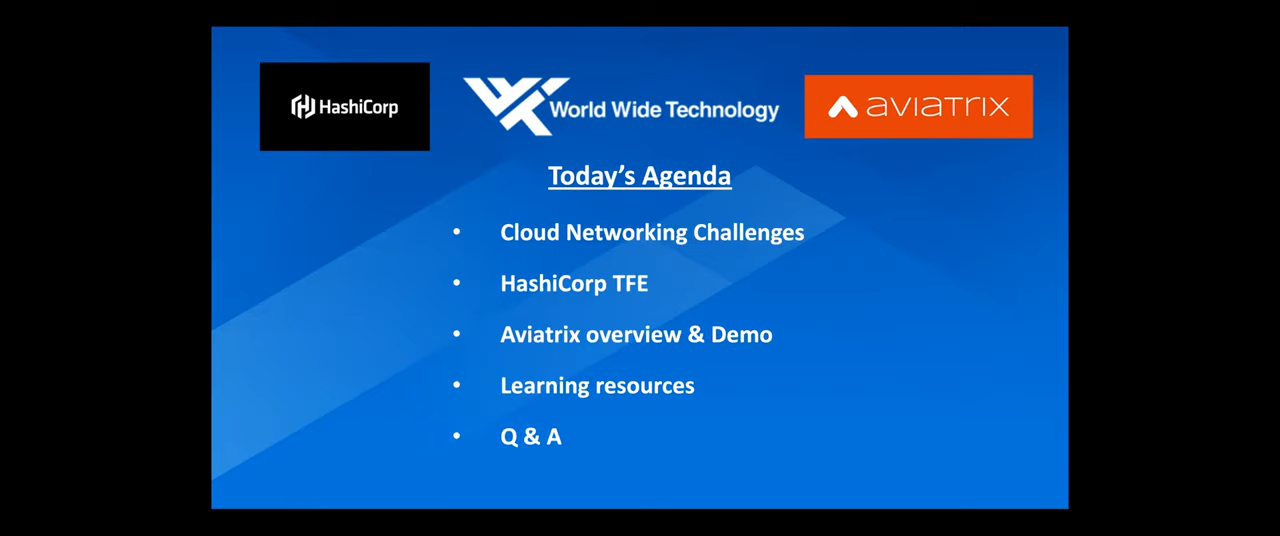 HashiCorp
World Wide Technology
aviatrix
Today's Agenda
• Cloud Networking Challenges
• HashiCorp TFE
• Aviatrix overview & Demo
• Learning resources
• Q & A